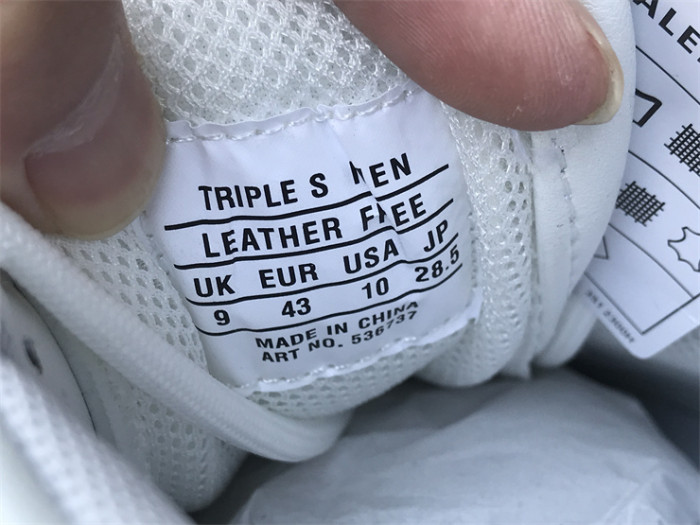 TRIPLE S MEN
LEATHER FREE
UK EUR USA JP
9 43 10 28.5
MADE IN CHINA
ART NO. 536737